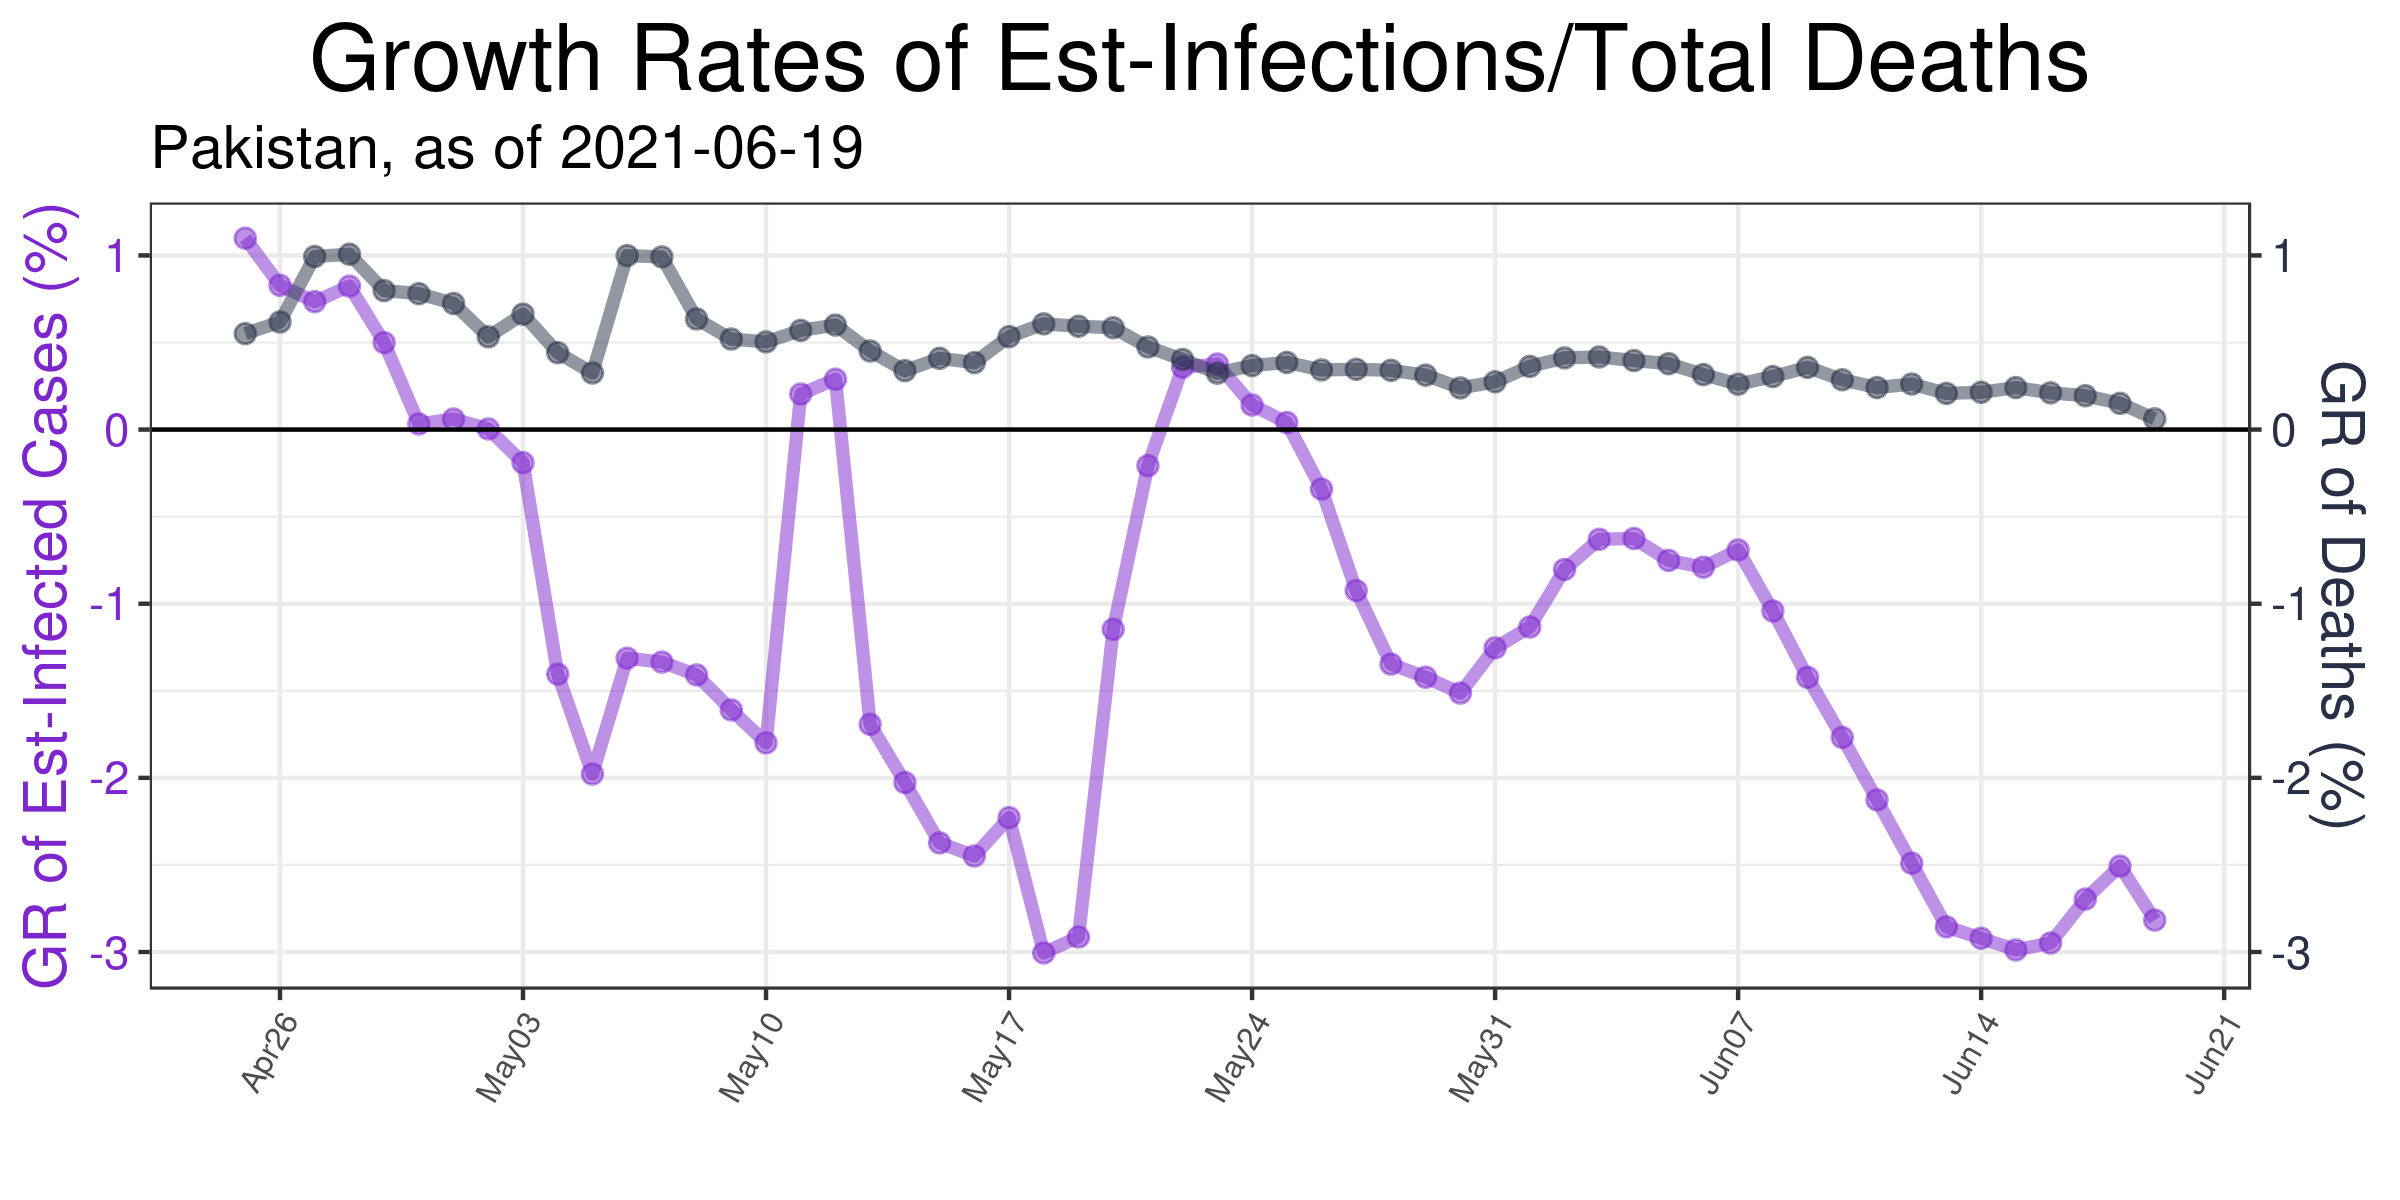 Growth Rates of Est-Infections/Total Deaths
Pakistan, as of 2021-06-19
GR of Est-Infected Cases (%)
1
0
-1
-2
-3
1
0
-1
-2
-3
GR of Deaths (%)
Apr26
May03
May10
May17
May24
May31
Jun07
Jun14
Jun21